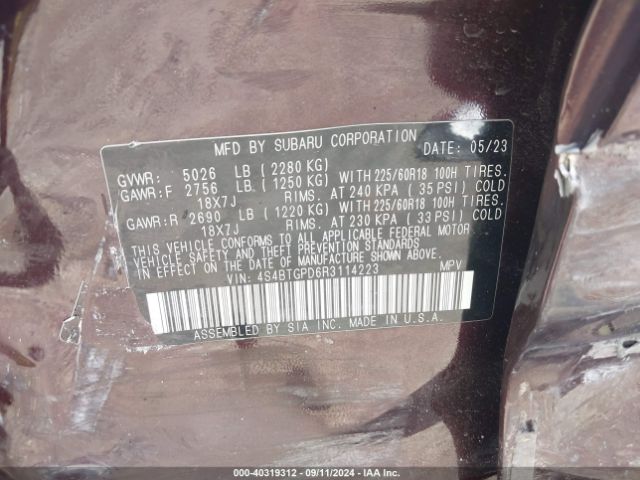 MFD BY SUBARU CORPORATION DATE: 05/23
GVWR: 5026 LB (2280 KG)
GAWR:F 2756 LB. (1250 KG) WITH 225/60R18 100H TIRES.
18X7J RIMS. AT 240 KPA (35 PSI) COLD
GAWR:R 2690 LB (1220 KG) WITH 225/60R18 100H TIRES.
18X7J RIMS. AT 230 KPA (33 PSI) COLD
THIS VEHICLE CONFORMS TO ALL APPLICABLE FEDERAL MOTOR
VEHICLE SAFETY, BUMPER, AND THEFT PREVENTION STANDARDS
IN EFFECT ON THE DATE OF MANUFACTURE SHOWN ABOVE.
VIN: 4S4BTGPD6R3114223 MPV
ASSEMBLED BY SIA INC. MADE IN U.S.A.
000-40319312 - 09/11/2024 - IAA Inc.